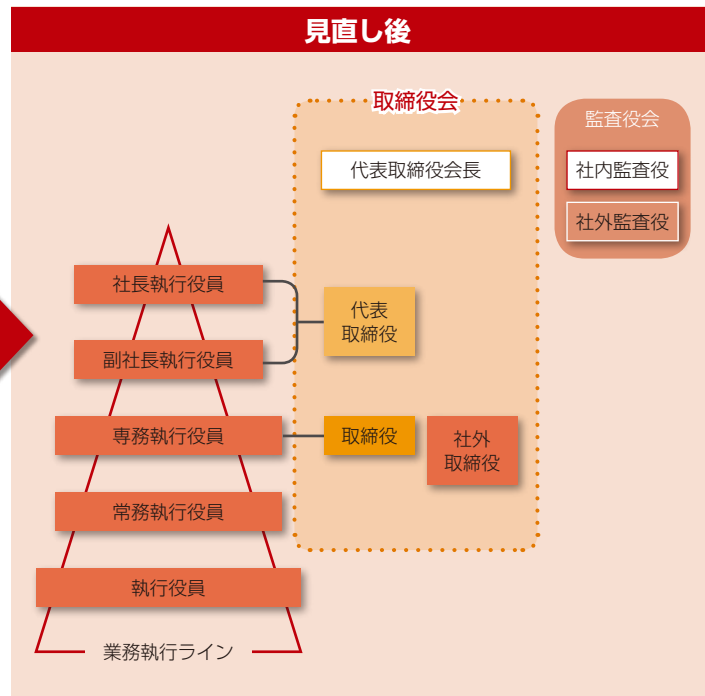 見直し後
取締役会
監査役会
代表取締役会長
社内監査役
社外監査役
社長執行役員
代表
取締役
副社長執行役員
専務執行役員
取締役
社外
取締役
常務執行役員
執行役員
業務執行ライン